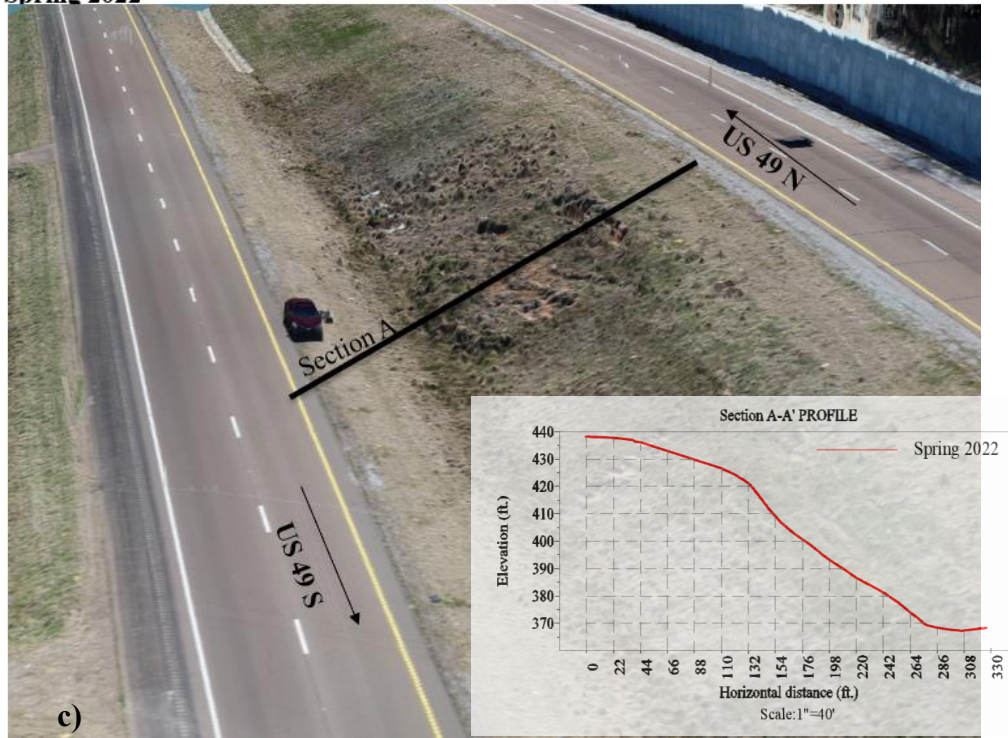 Spring 2022
US 49 N
Section A
US 49 S
c)
Section A-A' PROFILE
Spring 2022
Elevation (ft.)
440
430
420
410
400
390
380
370
0 22 44 66 88 110 132 154 176 198 220 242 264 286 308 330
Horizontal distance (ft.)
Scale:1"=40'